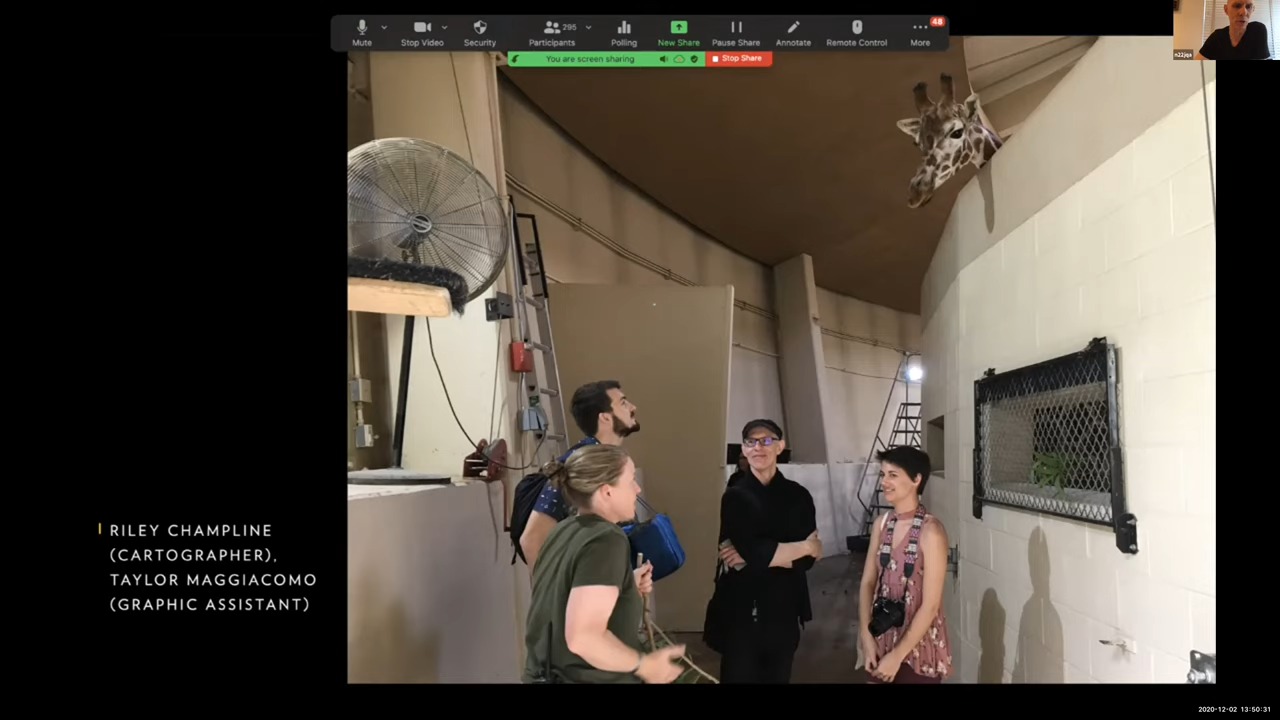 Mute
Stop Video
Security
Participants
295
Polling
New Share
Pause Share
Annotate
Remote Control
More
48
You are screen sharing
Stop Share
n22jqa
RILEY CHAMPLINE
(CARTOGRAPHER),
TAYLOR MAGGIACOMO
(GRAPHIC ASSISTANT)
2020-12-02 13:50:31